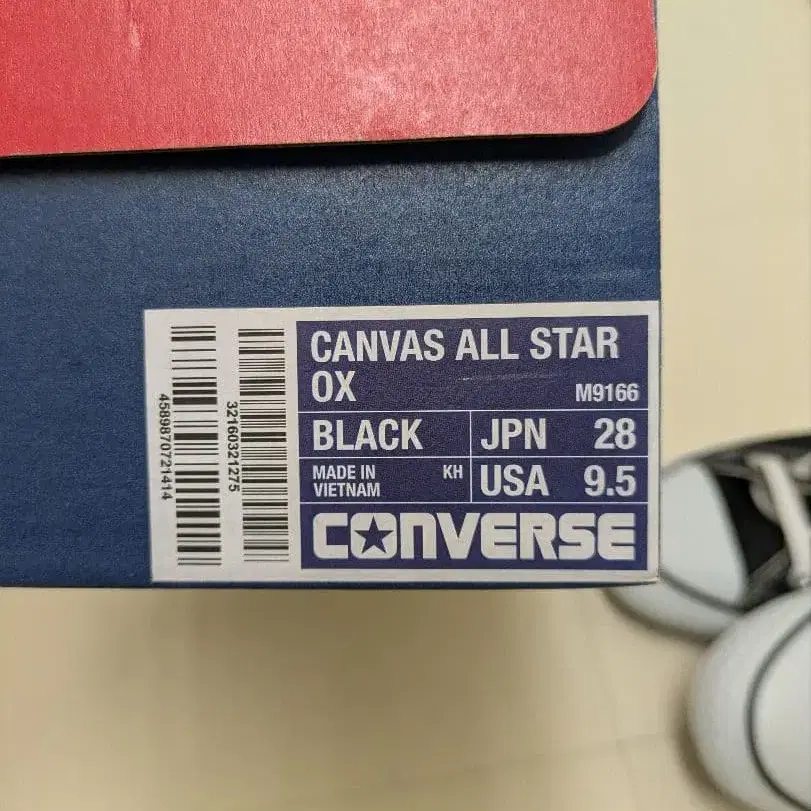 CANVAS ALL STAR
OX M9166
BLACK JPN 28
MADE IN VIETNAM KH USA 9.5
CONVERSE
4589870721414
32160321275